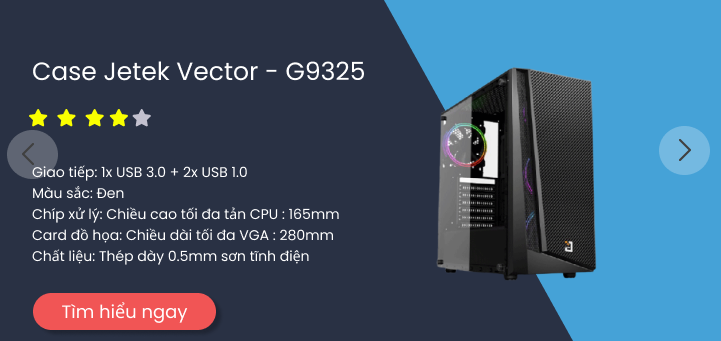 Case Jetek Vector - G9325
Giao tiếp: 1x USB 3.0 + 2x USB 1.0
Màu sắc: Đen
Chíp xử lý: Chiều cao tối đa tản CPU : 165mm
Card đồ họa: Chiều dài tối đa VGA : 280mm
Chất liệu: Thép dày 0.5mm sơn tĩnh điện
Tìm hiểu ngay